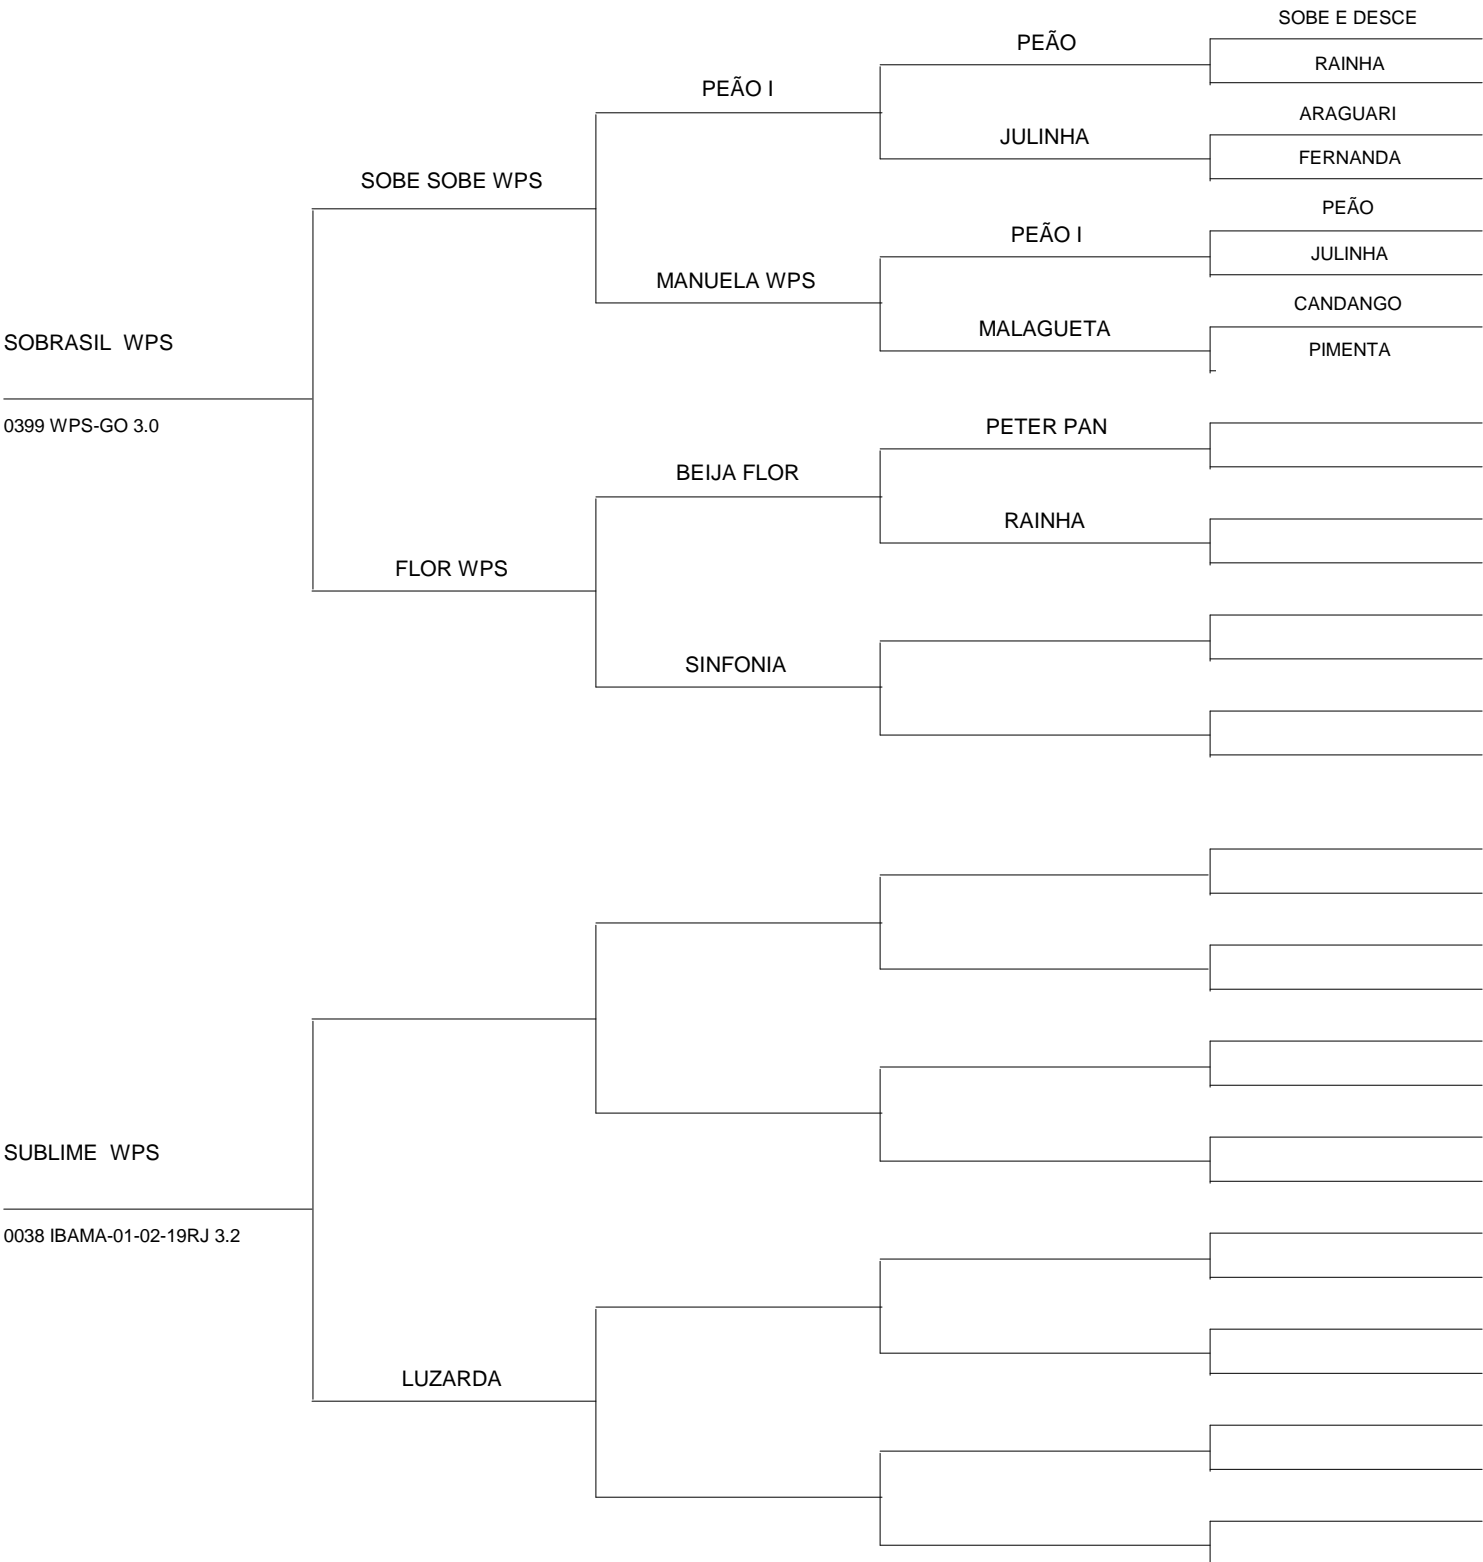 SOBE E DESCE
PEÃO
RAINHA
PEÃO I
ARAGUARI
JULINHA
FERNANDA
SOBE SOBE WPS
PEÃO
PEÃO I
JULINHA
MANUELA WPS
CANDANGO
MALAGUETA
SOBRASIL WPS
PIMENTA
0399 WPS-GO 3.0
PETER PAN
BEIJA FLOR
RAINHA
FLOR WPS
SINFONIA
SUBLIME WPS
0038 IBAMA-01-02-19RJ 3.2
LUZARDA